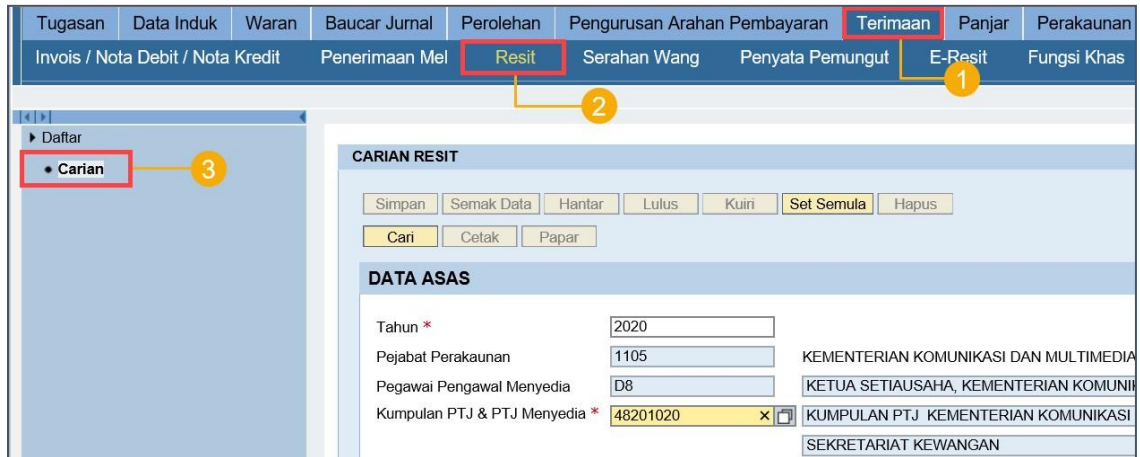 Tugasan Data Induk Waran Baucar Jurnal Perolehan Pengurusan Arahan Pembayaran Terimaan Panjar Perakaunan
Invois / Nota Debit / Nota Kredit Penerimaan Mel Resit Serahan Wang Penyata Pemungut E-Resit Fungsi Khas
1
2
Daftar
Carian
3
CARIAN RESIT
Simpan Semak Data Hantar Lulus Kuiri Set Semula Hapus
Cari Cetak Papar
DATA ASAS
Tahun * 2020
Pejabat Perakaunan 1105 KEMENTERIAN KOMUNIKASI DAN MULTIMEDIA
Pegawai Pengawal Menyedia D8 KETUA SETIAUSAHA, KEMENTERIAN KOMUNI
Kumpulan PTJ & PTJ Menyedia * 48201020 KUMPULAN PTJ KEMENTERIAN KOMUNIKASI
SEKRETARIAT KEWANGAN